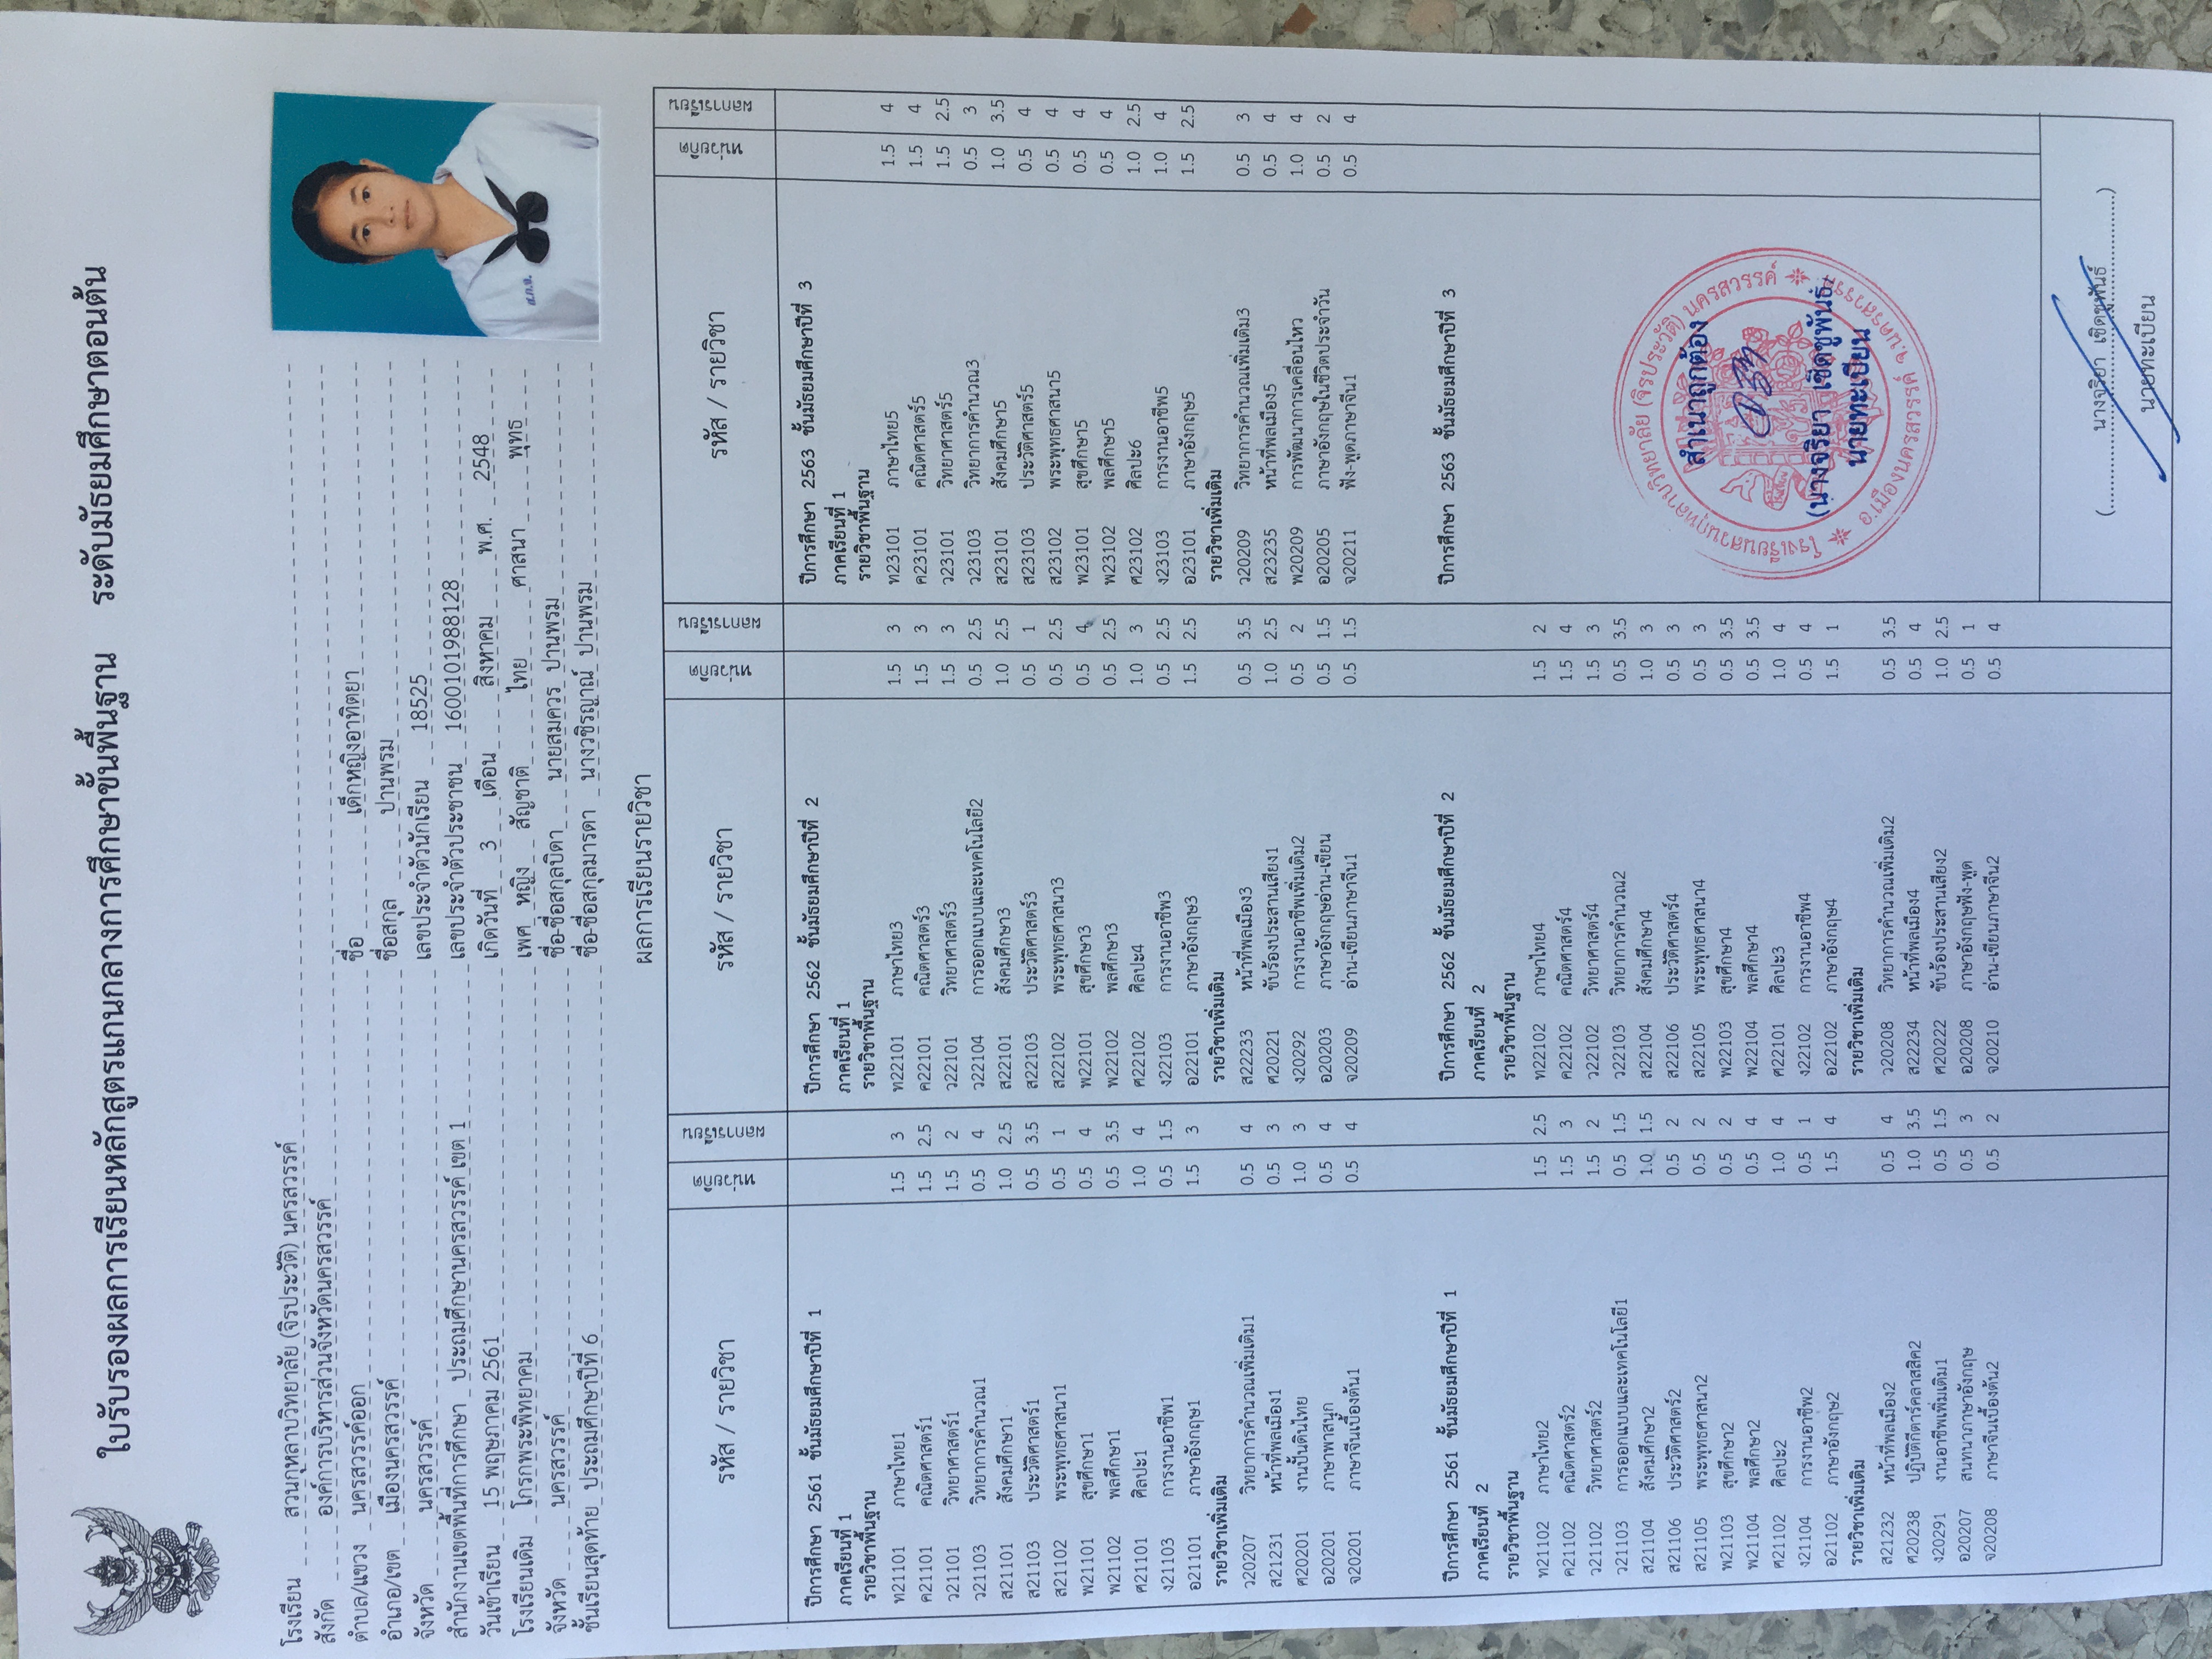 ใบรับรองผลการเรียนหลักสูตรแกนกลางการศึกษาขั้นพื้นฐาน ระดับมัธยมศึกษาตอนต้น
โรงเรียน สวนกุหลาบวิทยาลัย (จิรประวัติ) นครสวรรค์
สังกัด องค์การบริหารส่วนจังหวัดนครสวรรค์
ตำบล/แขวง นครสวรรค์ออก
อำเภอ/เขต เมืองนครสวรรค์
จังหวัด นครสวรรค์
สำนักงานเขตพื้นที่การศึกษา ประถมศึกษานครสวรรค์ เขต 1
วันเข้าเรียน 15 พฤษภาคม 2561
โรงเรียนเดิม โกรกพระพิทยาคม
จังหวัด นครสวรรค์
ชั้นเรียนสุดท้าย ประถมศึกษาปีที่ 6
ชื่อ เด็กหญิงอาทิตยา
ชื่อสกุล ปานพรม
เลขประจำตัวนักเรียน 18525
เลขประจำตัวประชาชน 1600101988128
เกิดวันที่ 3 เดือน สิงหาคม พ.ศ. 2548
เพศ หญิง สัญชาติ ไทย ศาสนา พุทธ
ชื่อ-ชื่อสกุลบิดา นายสมควร ปานพรม
ชื่อ-ชื่อสกุลมารดา นางวชิรญาณ์ ปานพรม
ส.ก.จ.
ผลการเรียนรายวิชา
รหัส / รายวิชา หน่วยกิต ผลการเรียน
รหัส / รายวิชา หน่วยกิต ผลการเรียน
รหัส / รายวิชา หน่วยกิต ผลการเรียน
ปีการศึกษา 2561 ชั้นมัธยมศึกษาปีที่ 1
ภาคเรียนที่ 1
รายวิชาพื้นฐาน
ท21101 ภาษาไทย1 1.5 3
ค21101 คณิตศาสตร์1 1.5 2.5
ว21101 วิทยาศาสตร์1 1.5 2
ว21103 วิทยาการคำนวณ1 0.5 4
ส21101 สังคมศึกษา1 1.0 2.5
ส21103 ประวัติศาสตร์1 0.5 3.5
ส21102 พระพุทธศาสนา1 0.5 1
พ21101 สุขศึกษา1 0.5 4
พ21102 พลศึกษา1 0.5 3.5
ศ21101 ศิลปะ1 1.0 4
ง21103 การงานอาชีพ1 0.5 1.5
อ21101 ภาษาอังกฤษ1 1.5 3
รายวิชาเพิ่มเติม
ว20207 วิทยาการคำนวณเพิ่มเติม1 0.5 4
ส21231 หน้าที่พลเมือง1 0.5 3
ศ20201 งานปั้นดินไทย 1.0 3
อ20201 ภาษาพาสนุก 0.5 4
จ20201 ภาษาจีนเบื้องต้น1 0.5 4
ปีการศึกษา 2561 ชั้นมัธยมศึกษาปีที่ 1
ภาคเรียนที่ 2
รายวิชาพื้นฐาน
ท21102 ภาษาไทย2 1.5 2.5
ค21102 คณิตศาสตร์2 1.5 3
ว21102 วิทยาศาสตร์2 1.5 2
ว21103 การออกแบบและเทคโนโลยี1 0.5 1.5
ส21104 สังคมศึกษา2 1.0 1.5
ส21106 ประวัติศาสตร์2 0.5 2
ส21105 พระพุทธศาสนา2 0.5 2
พ21103 สุขศึกษา2 0.5 2
พ21104 พลศึกษา2 0.5 4
ศ21102 ศิลปะ2 1.0 4
ง21104 การงานอาชีพ2 0.5 1
อ21102 ภาษาอังกฤษ2 1.5 4
รายวิชาเพิ่มเติม
ส21232 หน้าที่พลเมือง2 0.5 4
ศ20238 ปฏิบัติกีตาร์คลาสสิค2 1.0 3.5
ง20291 งานอาชีพเพิ่มเติม1 0.5 1.5
อ20207 สนทนาภาษาอังกฤษ 0.5 3
จ20208 ภาษาจีนเบื้องต้น2 0.5 2
ปีการศึกษา 2562 ชั้นมัธยมศึกษาปีที่ 2
ภาคเรียนที่ 1
รายวิชาพื้นฐาน
ท22101 ภาษาไทย3 1.5 3
ค22101 คณิตศาสตร์3 1.5 3
ว22101 วิทยาศาสตร์3 1.5 3
ว22104 การออกแบบและเทคโนโลยี2 0.5 2.5
ส22101 สังคมศึกษา3 1.0 2.5
ส22103 ประวัติศาสตร์3 0.5 1
ส22102 พระพุทธศาสนา3 0.5 2.5
พ22101 สุขศึกษา3 0.5 4
พ22102 พลศึกษา3 0.5 2.5
ศ22102 ศิลปะ4 1.0 3
ง22103 การงานอาชีพ3 0.5 2.5
อ22101 ภาษาอังกฤษ3 1.5 2.5
รายวิชาเพิ่มเติม
ส22233 หน้าที่พลเมือง3 0.5 3.5
ศ20221 ขับร้องประสานเสียง1 1.0 2.5
ง20292 การงานอาชีพเพิ่มเติม2 0.5 2
อ20203 ภาษาอังกฤษอ่าน-เขียน 0.5 1.5
จ20209 อ่าน-เขียนภาษาจีน1 0.5 1.5
ปีการศึกษา 2562 ชั้นมัธยมศึกษาปีที่ 2
ภาคเรียนที่ 2
รายวิชาพื้นฐาน
ท22102 ภาษาไทย4 1.5 2
ค22102 คณิตศาสตร์4 1.5 4
ว22102 วิทยาศาสตร์4 1.5 3
ว22103 วิทยาการคำนวณ2 0.5 3.5
ส22104 สังคมศึกษา4 1.0 3
ส22106 ประวัติศาสตร์4 0.5 3
ส22105 พระพุทธศาสนา4 0.5 3
พ22103 สุขศึกษา4 0.5 3.5
พ22104 พลศึกษา4 0.5 3.5
ศ22101 ศิลปะ3 1.0 4
ง22102 การงานอาชีพ4 0.5 4
อ22102 ภาษาอังกฤษ4 1.5 1
รายวิชาเพิ่มเติม
ว20208 วิทยาการคำนวณเพิ่มเติม2 0.5 3.5
ส22234 หน้าที่พลเมือง4 0.5 4
ศ20222 ขับร้องประสานเสียง2 1.0 2.5
อ20208 ภาษาอังกฤษฟัง-พูด 0.5 1
จ20210 อ่าน-เขียนภาษาจีน2 0.5 4
ปีการศึกษา 2563 ชั้นมัธยมศึกษาปีที่ 3
ภาคเรียนที่ 1
รายวิชาพื้นฐาน
ท23101 ภาษาไทย5 1.5 4
ค23101 คณิตศาสตร์5 1.5 4
ว23101 วิทยาศาสตร์5 1.5 2.5
ว23103 วิทยาการคำนวณ3 0.5 3
ส23101 สังคมศึกษา5 1.0 3.5
ส23103 ประวัติศาสตร์5 0.5 4
ส23102 พระพุทธศาสนา5 0.5 4
พ23101 สุขศึกษา5 0.5 4
พ23102 พลศึกษา5 0.5 4
ศ23102 ศิลปะ6 1.0 2.5
ง23103 การงานอาชีพ5 1.0 4
อ23101 ภาษาอังกฤษ5 1.5 2.5
รายวิชาเพิ่มเติม
ว20209 วิทยาการคำนวณเพิ่มเติม3 0.5 3
ส23235 หน้าที่พลเมือง5 0.5 4
พ20209 การพัฒนาการเคลื่อนไหว 1.0 4
อ20205 ภาษาอังกฤษในชีวิตประจำวัน 0.5 2
จ20211 ฟัง-พูดภาษาจีน1 0.5 4
ปีการศึกษา 2563 ชั้นมัธยมศึกษาปีที่ 3
โรงเรียนสวนกุหลาบวิทยาลัย (จิรประวัติ) นครสวรรค์
สำเนาถูกต้อง
(นางจริยา เชิดชูพันธ์
นายทะเบียน
อ.เมืองนครสวรรค์ จ.นครสวรรค์
(นางจริยา เชิดชูพันธ์)
นายทะเบียน